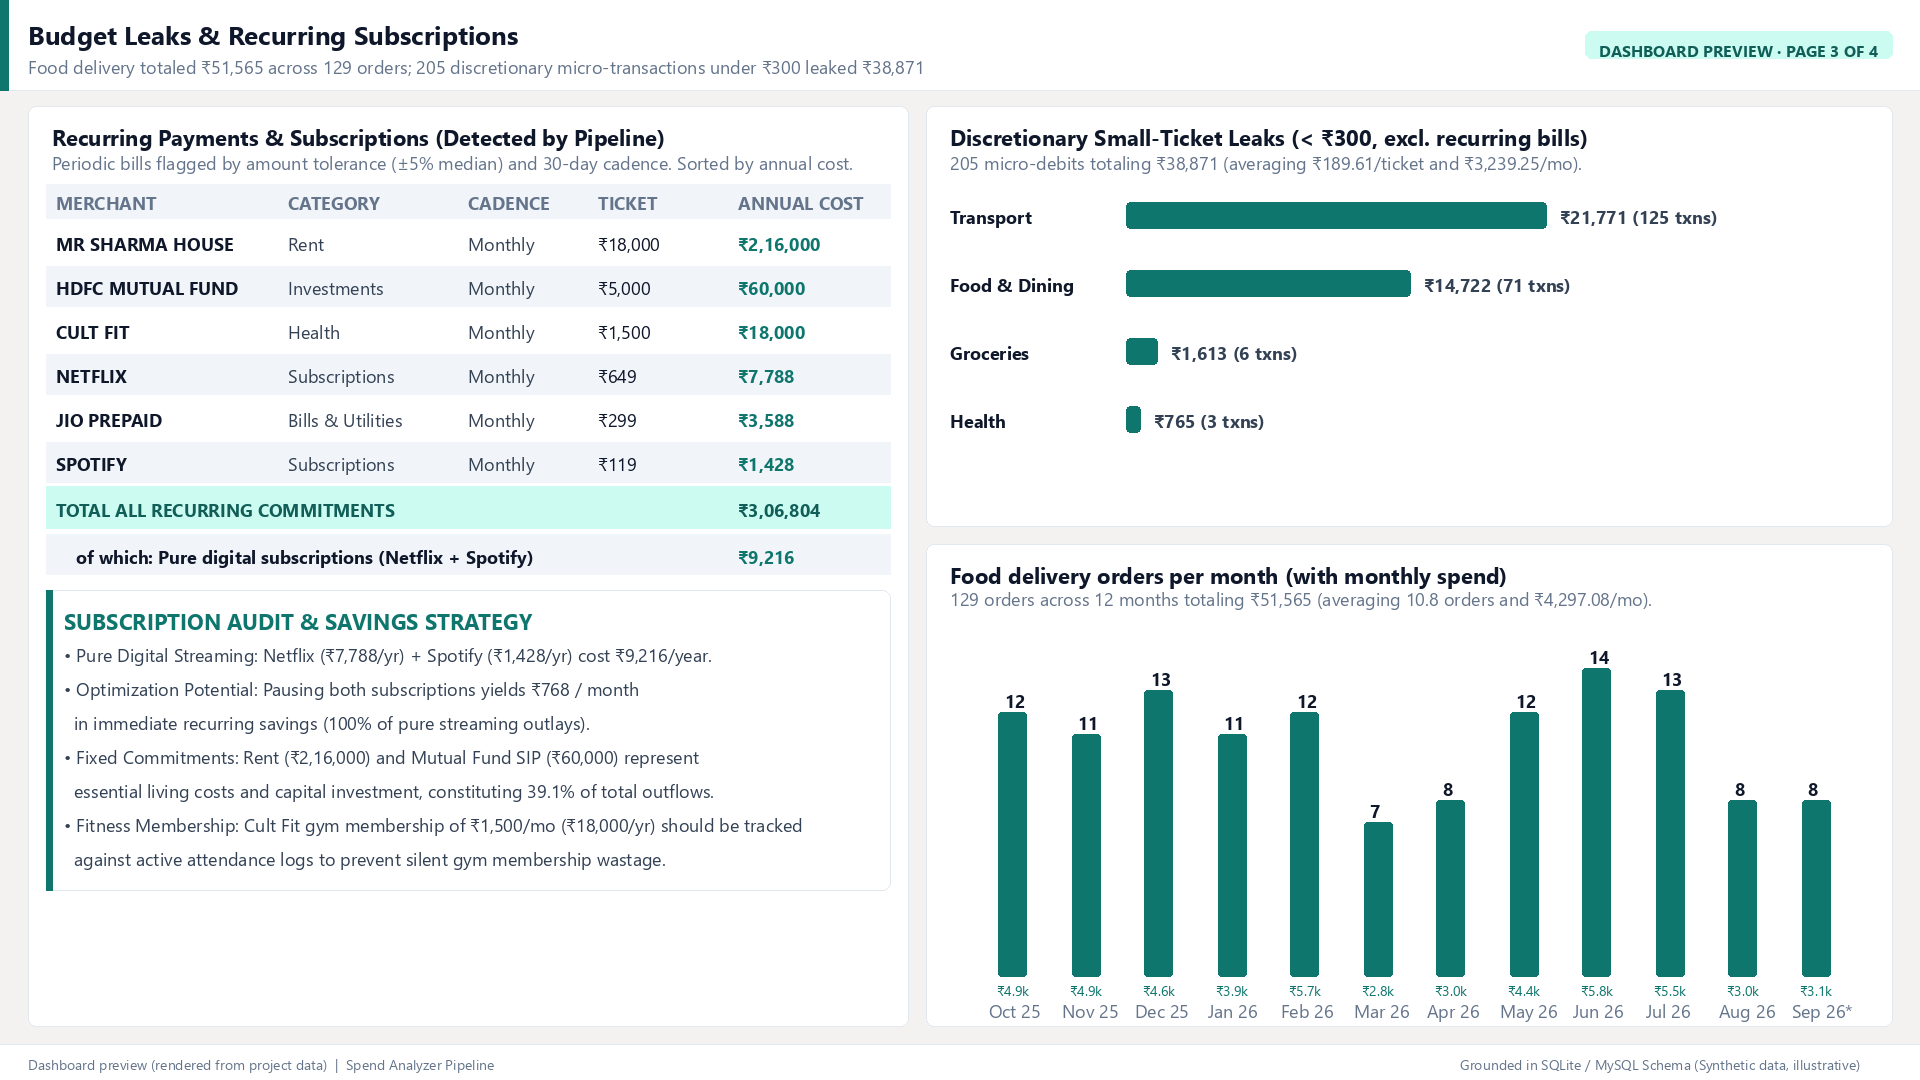 Budget Leaks & Recurring Subscriptions
Food delivery totaled ₹51,565 across 129 orders; 205 discretionary micro-transactions under ₹300 leaked ₹38,871
DASHBOARD PREVIEW · PAGE 3 OF 4
Recurring Payments & Subscriptions (Detected by Pipeline)
Periodic bills flagged by amount tolerance (±5% median) and 30-day cadence. Sorted by annual cost.
MERCHANT CATEGORY CADENCE TICKET ANNUAL COST
MR SHARMA HOUSE Rent Monthly ₹18,000 ₹2,16,000
HDFC MUTUAL FUND Investments Monthly ₹5,000 ₹60,000
CULT FIT Health Monthly ₹1,500 ₹18,000
NETFLIX Subscriptions Monthly ₹649 ₹7,788
JIO PREPAID Bills & Utilities Monthly ₹299 ₹3,588
SPOTIFY Subscriptions Monthly ₹119 ₹1,428
TOTAL ALL RECURRING COMMITMENTS ₹3,06,804
of which: Pure digital subscriptions (Netflix + Spotify) ₹9,216
SUBSCRIPTION AUDIT & SAVINGS STRATEGY
• Pure Digital Streaming: Netflix (₹7,788/yr) + Spotify (₹1,428/yr) cost ₹9,216/year.
• Optimization Potential: Pausing both subscriptions yields ₹768 / month
in immediate recurring savings (100% of pure streaming outlays).
• Fixed Commitments: Rent (₹2,16,000) and Mutual Fund SIP (₹60,000) represent
essential living costs and capital investment, constituting 39.1% of total outflows.
• Fitness Membership: Cult Fit gym membership of ₹1,500/mo (₹18,000/yr) should be tracked
against active attendance logs to prevent silent gym membership wastage.
Discretionary Small-Ticket Leaks (< ₹300, excl. recurring bills)
205 micro-debits totaling ₹38,871 (averaging ₹189.61/ticket and ₹3,239.25/mo).
Transport ₹21,771 (125 txns)
Food & Dining ₹14,722 (71 txns)
Groceries ₹1,613 (6 txns)
Health ₹765 (3 txns)
Food delivery orders per month (with monthly spend)
129 orders across 12 months totaling ₹51,565 (averaging 10.8 orders and ₹4,297.08/mo).
12 11 13 11 12 7 8 12 14 13 8 8
₹4.9k ₹4.9k ₹4.6k ₹3.9k ₹5.7k ₹2.8k ₹3.0k ₹4.4k ₹5.8k ₹5.5k ₹3.0k ₹3.1k
Oct 25 Nov 25 Dec 25 Jan 26 Feb 26 Mar 26 Apr 26 May 26 Jun 26 Jul 26 Aug 26 Sep 26*
Dashboard preview (rendered from project data) | Spend Analyzer Pipeline
Grounded in SQLite / MySQL Schema (Synthetic data, illustrative)